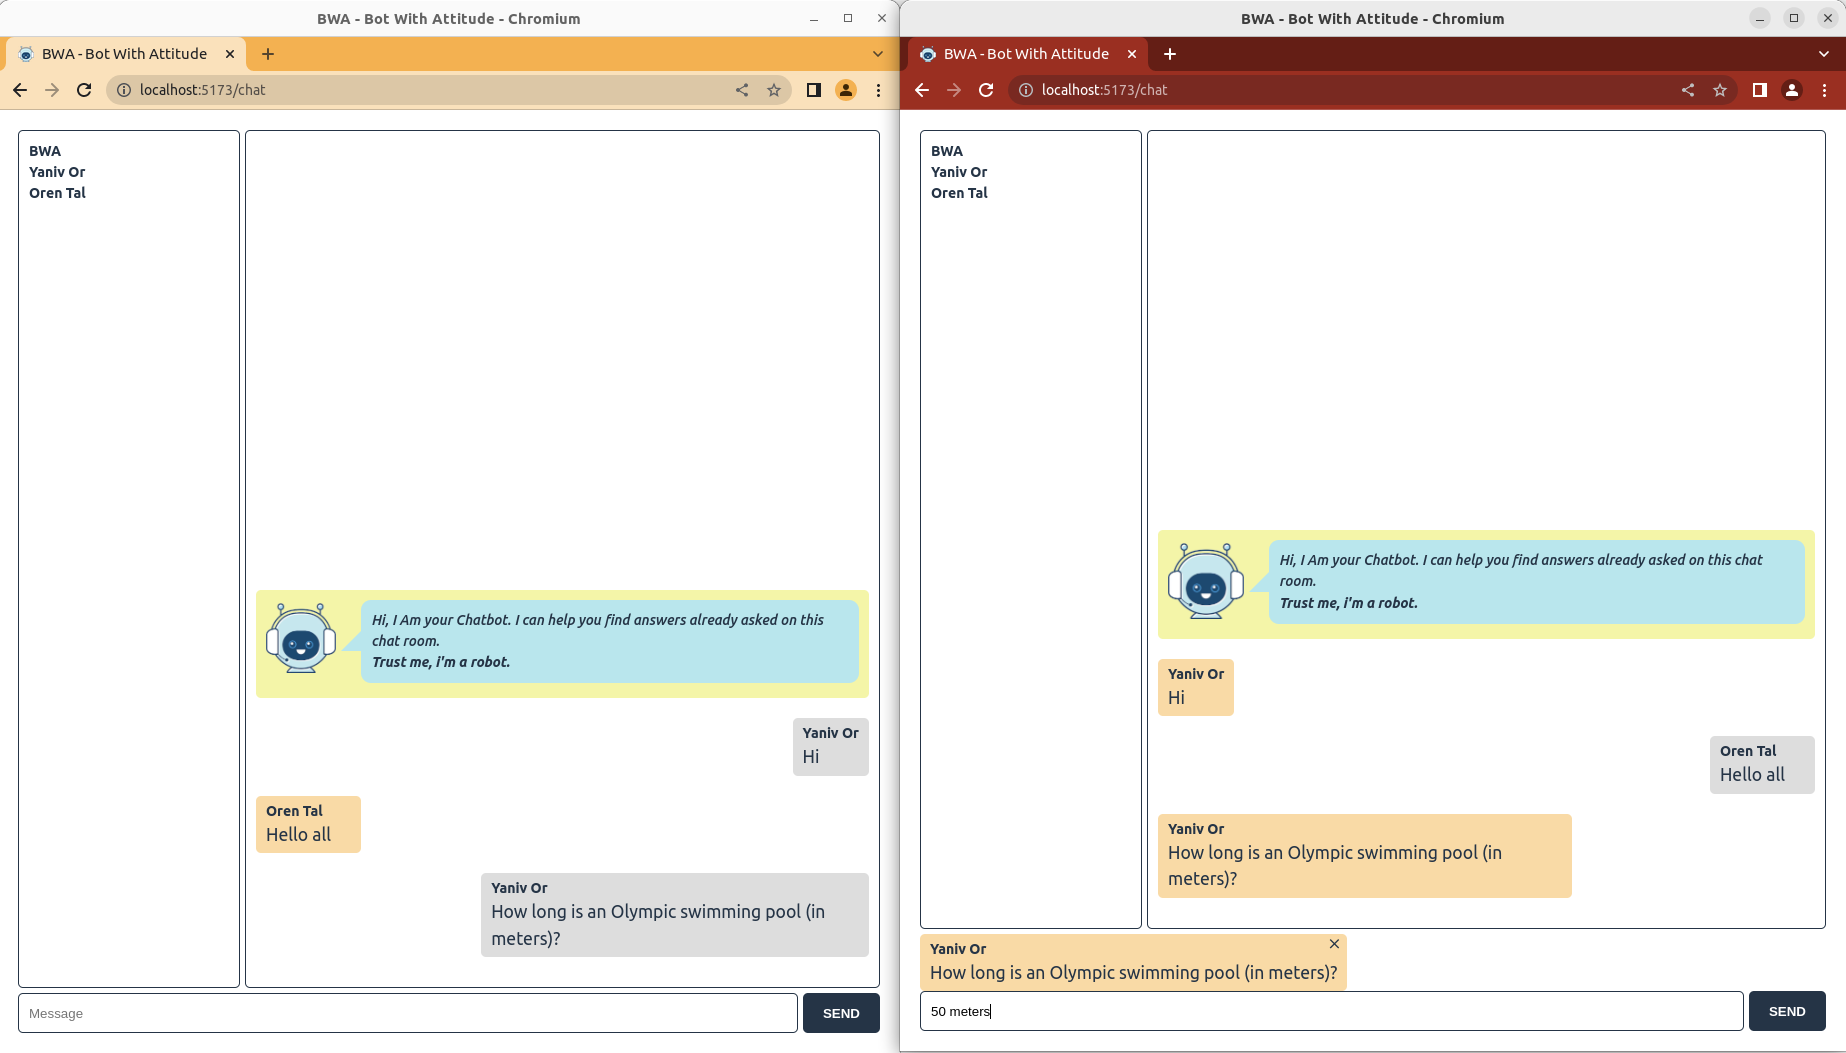 BWA - Bot With Attitude - Chromium
BWA - Bot With Attitude
localhost:5173/chat
BWA
Yaniv Or
Oren Tal
Hi, I Am your Chatbot. I can help you find answers already asked on this
chat room.
Trust me, i'm a robot.
Yaniv Or
Hi
Oren Tal
Hello all
Yaniv Or
How long is an Olympic swimming pool (in
meters)?
Message
SEND
BWA - Bot With Attitude - Chromium
BWA - Bot With Attitude
localhost:5173/chat
BWA
Yaniv Or
Oren Tal
Hi, I Am your Chatbot. I can help you find answers already asked on this chat
room.
Trust me, i'm a robot.
Yaniv Or
Hi
Oren Tal
Hello all
Yaniv Or
How long is an Olympic swimming pool (in
meters)?
Yaniv Or
How long is an Olympic swimming pool (in meters)?
50 meters
SEND